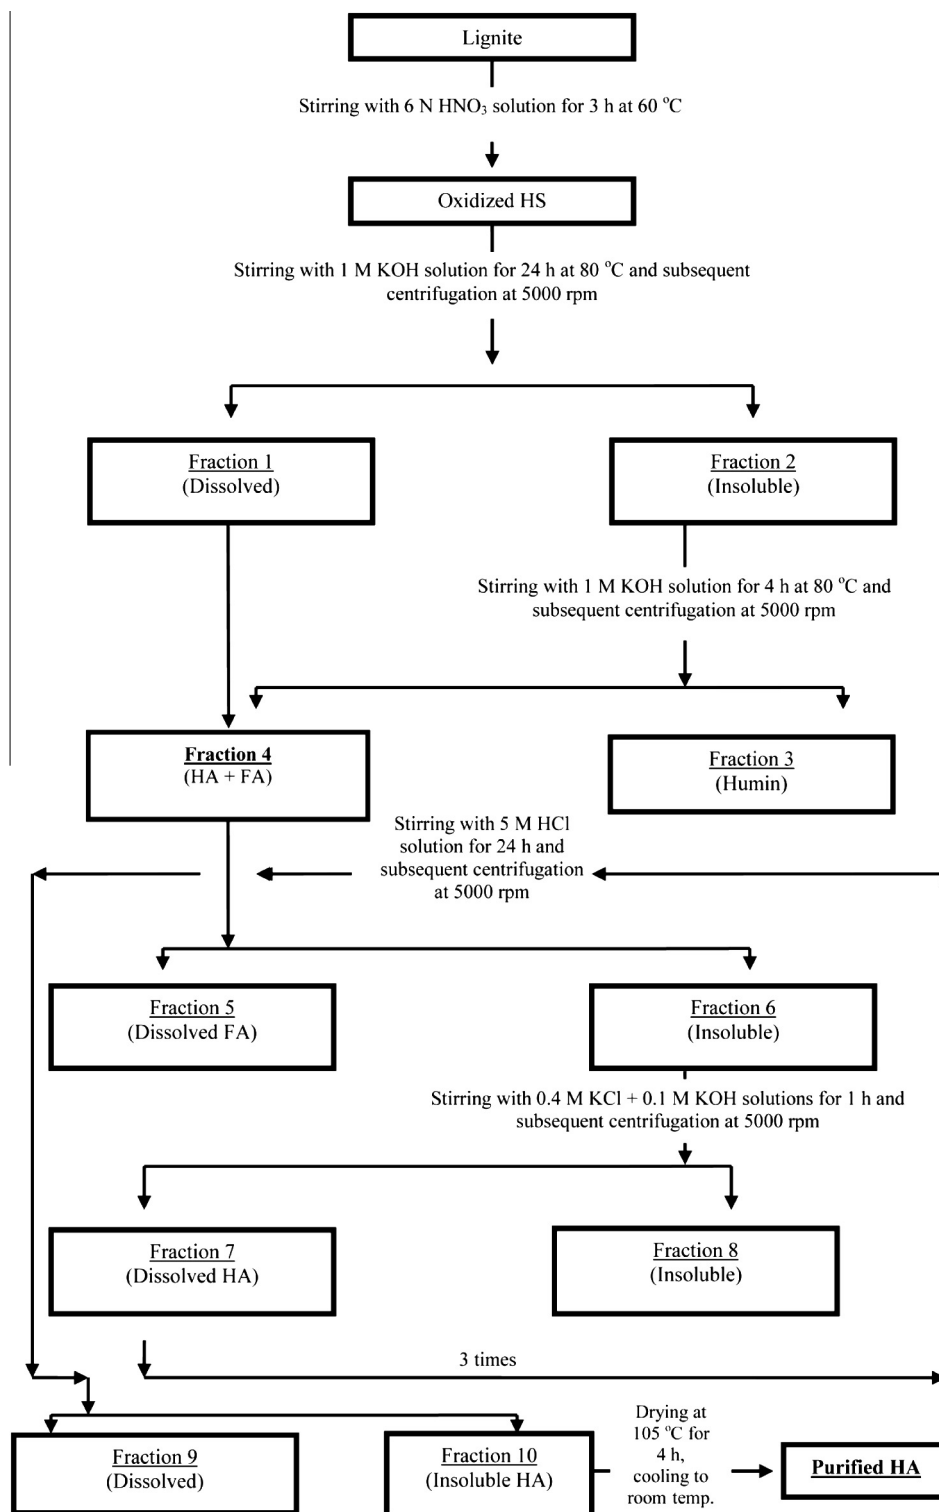 Lignite
Stirring with 6 N HNO₃ solution for 3 h at 60 °C
Oxidized HS
Stirring with 1 M KOH solution for 24 h at 80 °C and subsequent
centrifugation at 5000 rpm
Fraction 1
(Dissolved)
Fraction 2
(Insoluble)
Stirring with 1 M KOH solution for 4 h at 80 °C and
subsequent centrifugation at 5000 rpm
Fraction 4
(HA + FA)
Fraction 3
(Humin)
Stirring with 5 M HCl
solution for 24 h and
subsequent centrifugation
at 5000 rpm
Fraction 5
(Dissolved FA)
Fraction 6
(Insoluble)
Stirring with 0.4 M KCl + 0.1 M KOH solutions for 1 h and
subsequent centrifugation at 5000 rpm
Fraction 7
(Dissolved HA)
Fraction 8
(Insoluble)
3 times
Fraction 9
(Dissolved)
Fraction 10
(Insoluble HA)
Drying at
105 °C for
4 h,
cooling to
room temp.
Purified HA